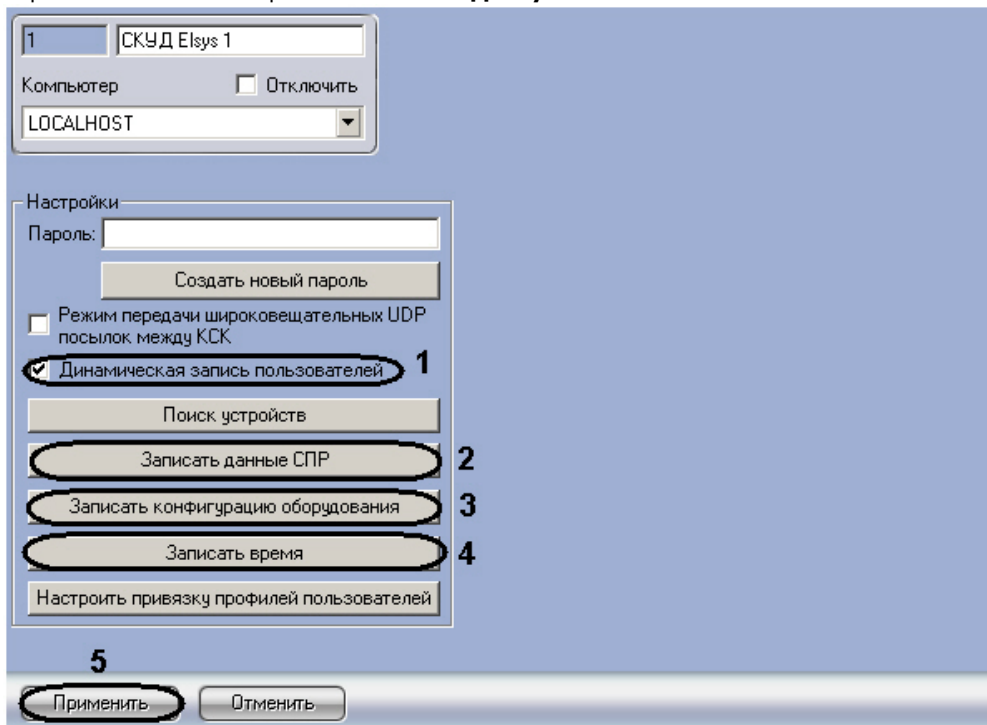 1 СКУД Elsys 1
Компьютер Отключить
LOCALHOST
Настройки
Пароль:
Создать новый пароль
Режим передачи широковещательных UDP
посылок между КСК
Динамическая запись пользователей 1
Поиск устройств
Записать данные СПР 2
Записать конфигурацию оборудования 3
Записать время 4
Настроить привязку профилей пользователей
5
Применить Отменить